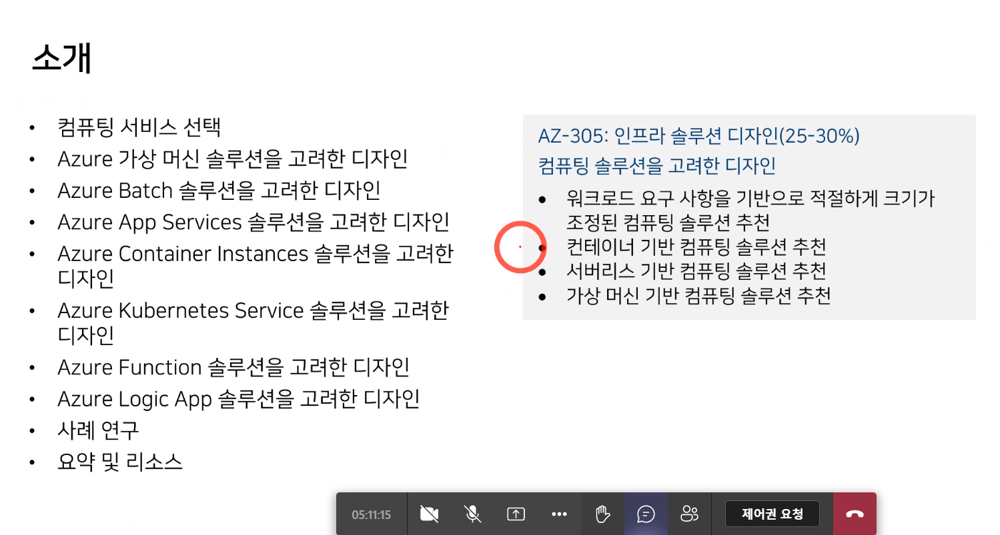 소개
• 컴퓨팅 서비스 선택
• Azure 가상 머신 솔루션을 고려한 디자인
• Azure Batch 솔루션을 고려한 디자인
• Azure App Services 솔루션을 고려한 디자인
• Azure Container Instances 솔루션을 고려한
디자인
• Azure Kubernetes Service 솔루션을 고려한
디자인
• Azure Function 솔루션을 고려한 디자인
• Azure Logic App 솔루션을 고려한 디자인
• 사례 연구
• 요약 및 리소스
AZ-305: 인프라 솔루션 디자인(25-30%)
컴퓨팅 솔루션을 고려한 디자인
● 워크로드 요구 사항을 기반으로 적절하게 크기가
조정된 컴퓨팅 솔루션 추천
● 컨테이너 기반 컴퓨팅 솔루션 추천
● 서버리스 기반 컴퓨팅 솔루션 추천
● 가상 머신 기반 컴퓨팅 솔루션 추천
05:11:15
제어권 요청